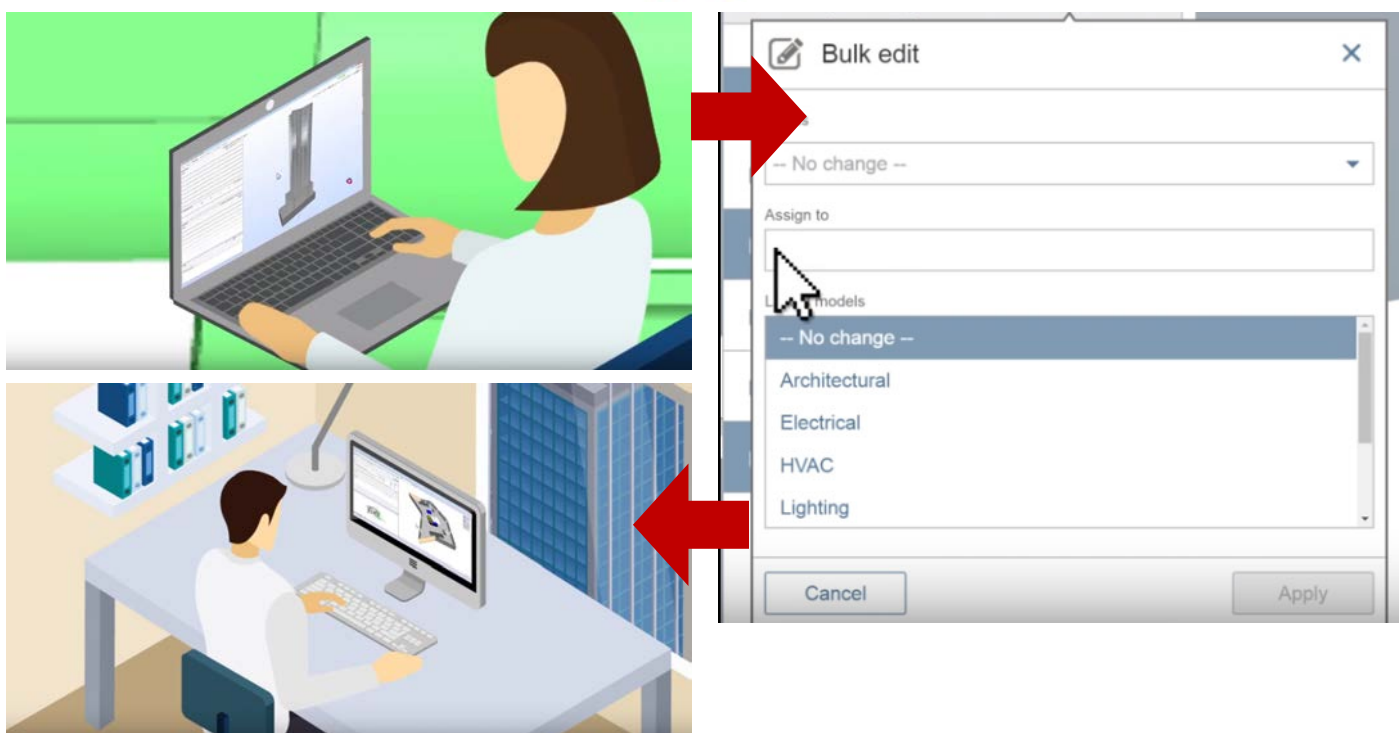 Bulk edit
-- No change --
Assign to
models
-- No change --
Architectural
Electrical
HVAC
Lighting
Cancel
Apply